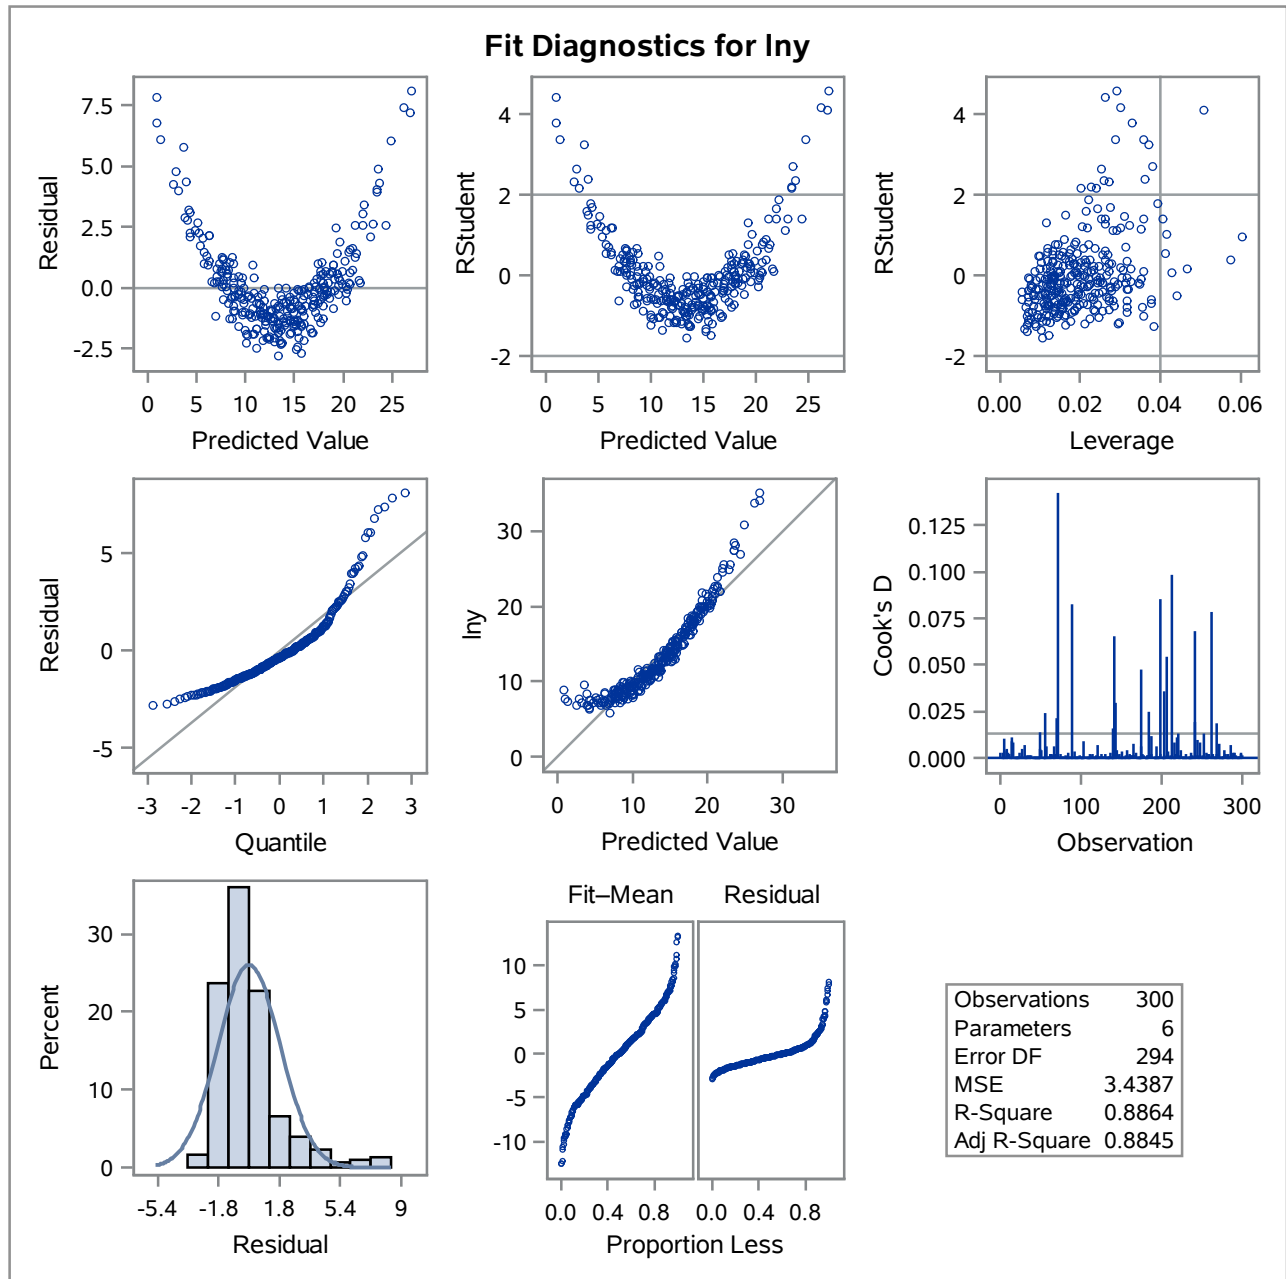 Fit Diagnostics for lny
7.5
5.0
2.5
0.0
-2.5
Residual
0 5 10 15 20 25
Predicted Value
4
2
0
-2
RStudent
0 5 10 15 20 25
Predicted Value
4
2
0
-2
RStudent
0.00 0.02 0.04 0.06
Leverage
5
0
-5
Residual
-3 -2 -1 0 1 2 3
Quantile
30
20
10
0
lny
0 10 20 30
Predicted Value
0.125
0.100
0.075
0.050
0.025
0.000
Cook's D
0 100 200 300
Observation
30
20
10
0
Percent
-5.4 -1.8 1.8 5.4 9
Residual
Fit–Mean Residual
10
5
0
-5
-10
0.0 0.4 0.8 0.0 0.4 0.8
Proportion Less
Observations 300
Parameters 6
Error DF 294
MSE 3.4387
R-Square 0.8864
Adj R-Square 0.8845